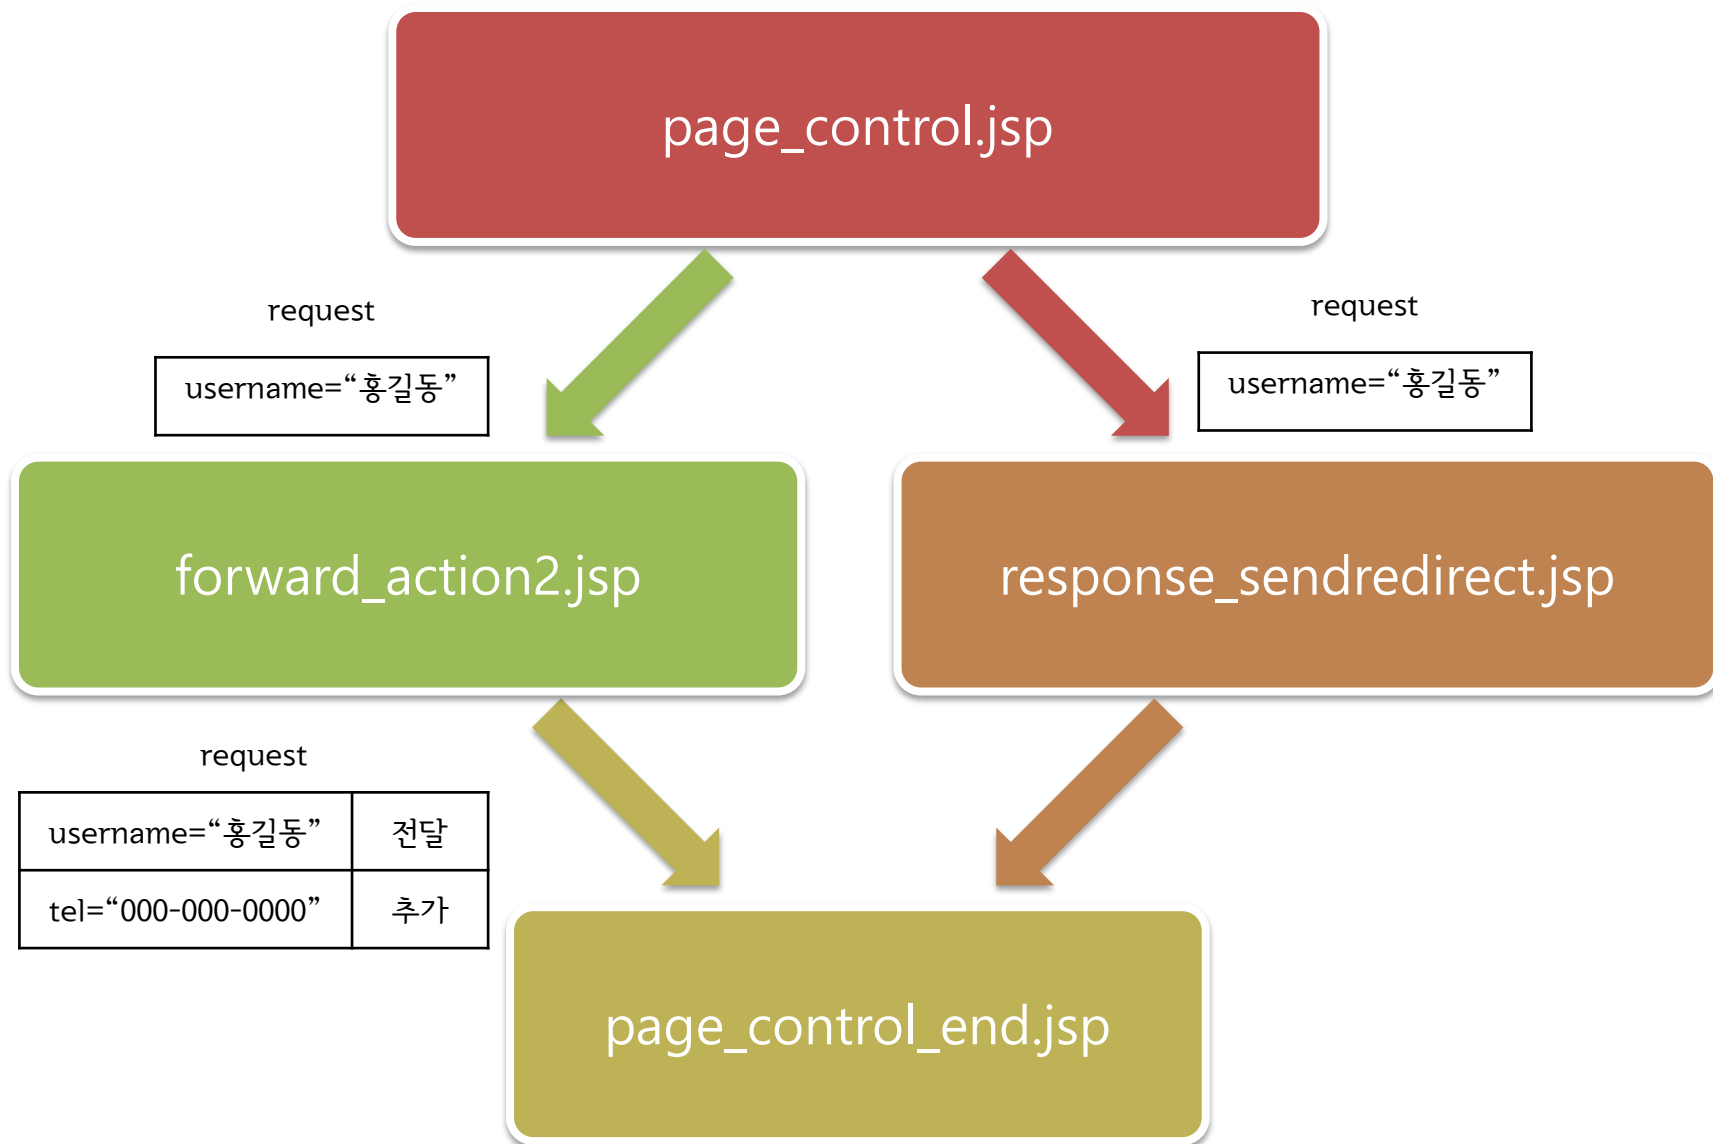 page_control.jsp
request
username=“홍길동”
request
username=“홍길동”
forward_action2.jsp
response_sendredirect.jsp
request
username=“홍길동” 전달
tel=“000-000-0000” 추가
page_control_end.jsp